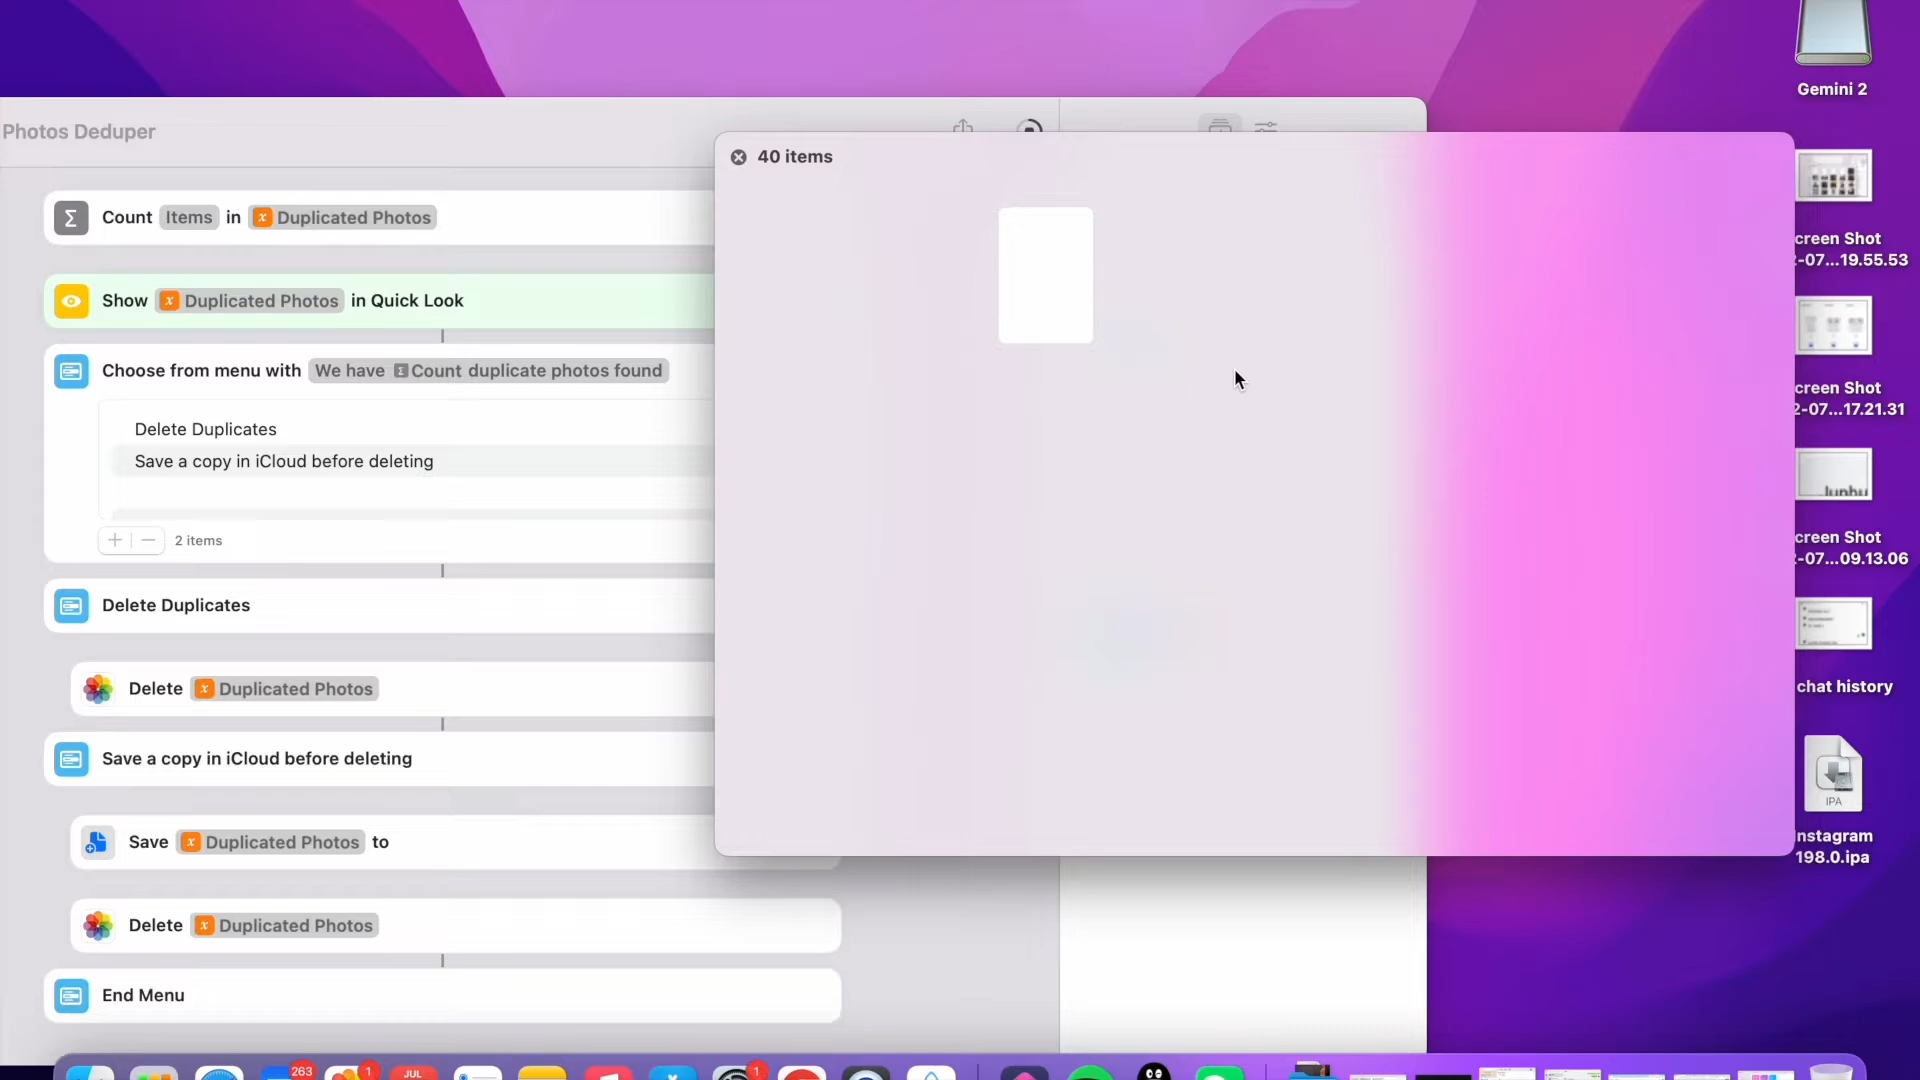 Gemini 2
Photos Deduper
40 items
Count Items in Duplicated Photos
Show Duplicated Photos in Quick Look
Choose from menu with We have Count duplicate photos found
Delete Duplicates
Save a copy in iCloud before deleting
2 items
Delete Duplicates
Delete Duplicated Photos
Save a copy in iCloud before deleting
Save Duplicated Photos to
Delete Duplicated Photos
End Menu
creen Shot
2-07...19.55.53
creen Shot
2-07...17.21.31
creen Shot
2-07...09.13.06
chat history
IPA
nstagram
198.0.ipa
263
1
JUL
1